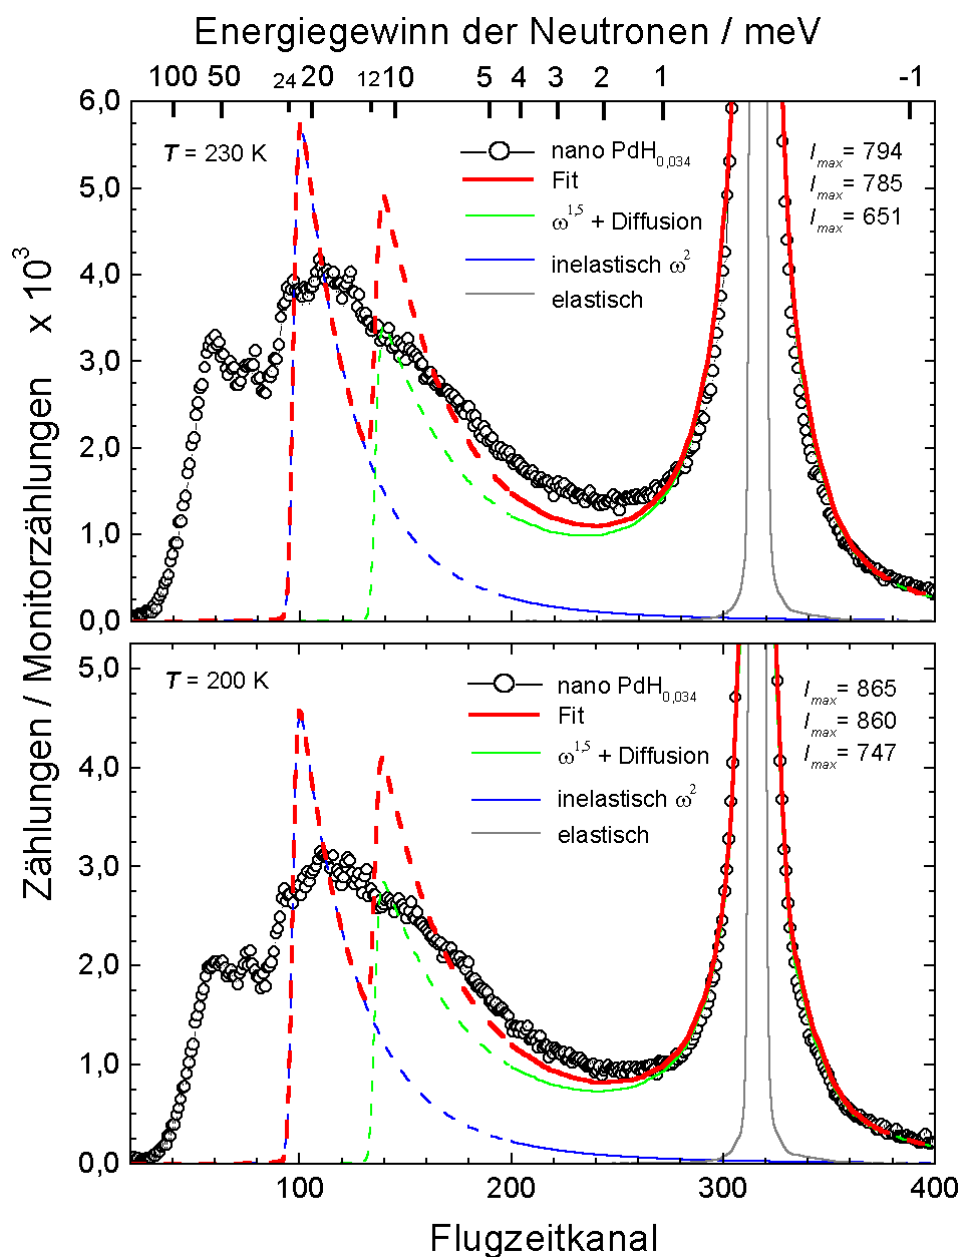 Energiegewinn der Neutronen / meV
100 50 24 20 12 10 5 4 3 2 1 -1
6,0
T = 230 K
nano PdH0,034
Fit
ω1,5 + Diffusion
inelastisch ω2
elastisch
Imax = 794
Imax = 785
Imax = 651
5,0
4,0
3,0
2,0
1,0
0,0
Zählungen / Monitorzählungen x 10³
T = 200 K
nano PdH0,034
Fit
ω1,5 + Diffusion
inelastisch ω2
elastisch
Imax = 865
Imax = 860
Imax = 747
5,0
4,0
3,0
2,0
1,0
0,0
100 200 300 400
Flugzeitkanal